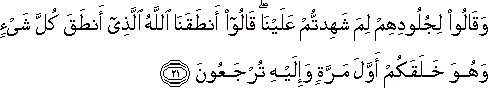 وَقَالُوا۟ لِجُلُودِهِمْ لِمَ شَهِدتُّمْ عَلَيْنَا ۖ قَالُوٓا۟ أَنطَقَنَا ٱللَّهُ ٱلَّذِىٓ أَنطَقَ كُلَّ شَىْءٍ
وَهُوَ خَلَقَكُمْ أَوَّلَ مَرَّةٍ وَإِلَيْهِ تُرْجَعُونَ ۝٢١